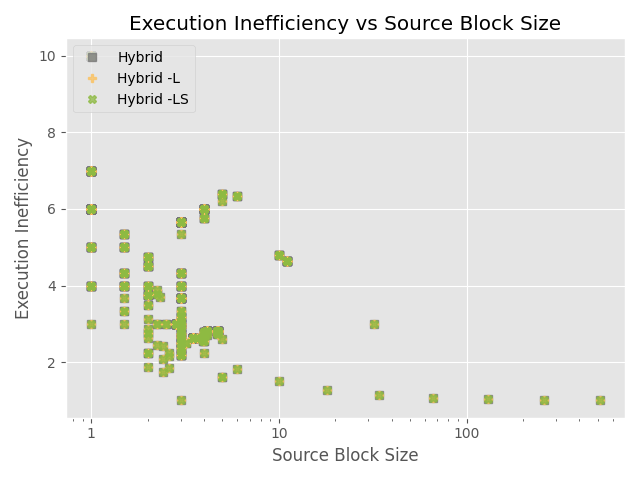 Execution Inefficiency vs Source Block Size
10
8
6
4
2
Execution Inefficiency
Hybrid
Hybrid -L
Hybrid -LS
1
10
100
Source Block Size